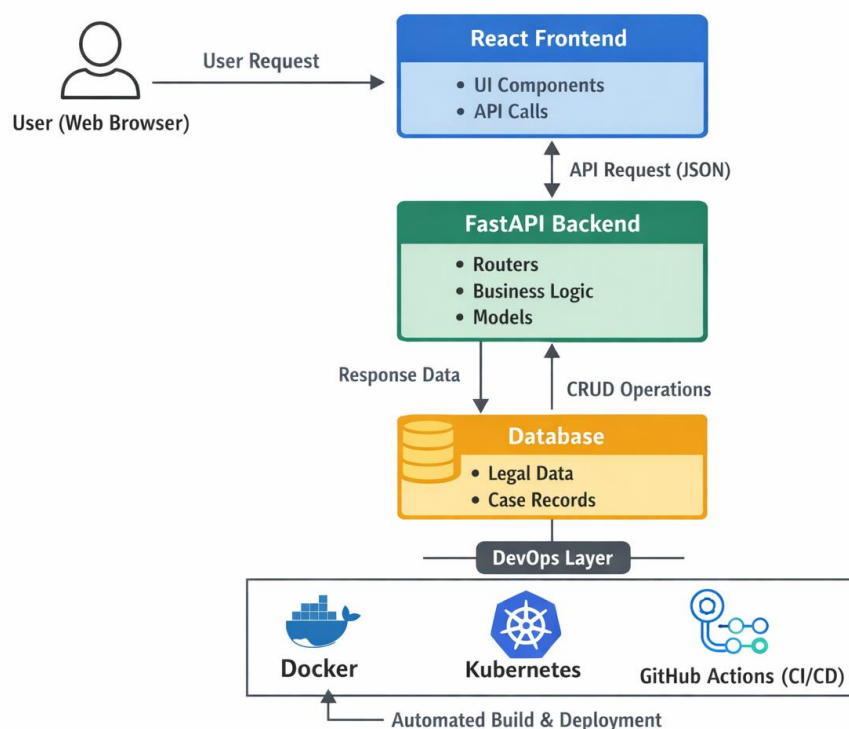 React Frontend
User Request
• UI Components
• API Calls
User (Web Browser)
API Request (JSON)
FastAPI Backend
• Routers
• Business Logic
• Models
Response Data
CRUD Operations
Database
• Legal Data
• Case Records
DevOps Layer
Docker
Kubernetes
GitHub Actions (CI/CD)
Automated Build & Deployment